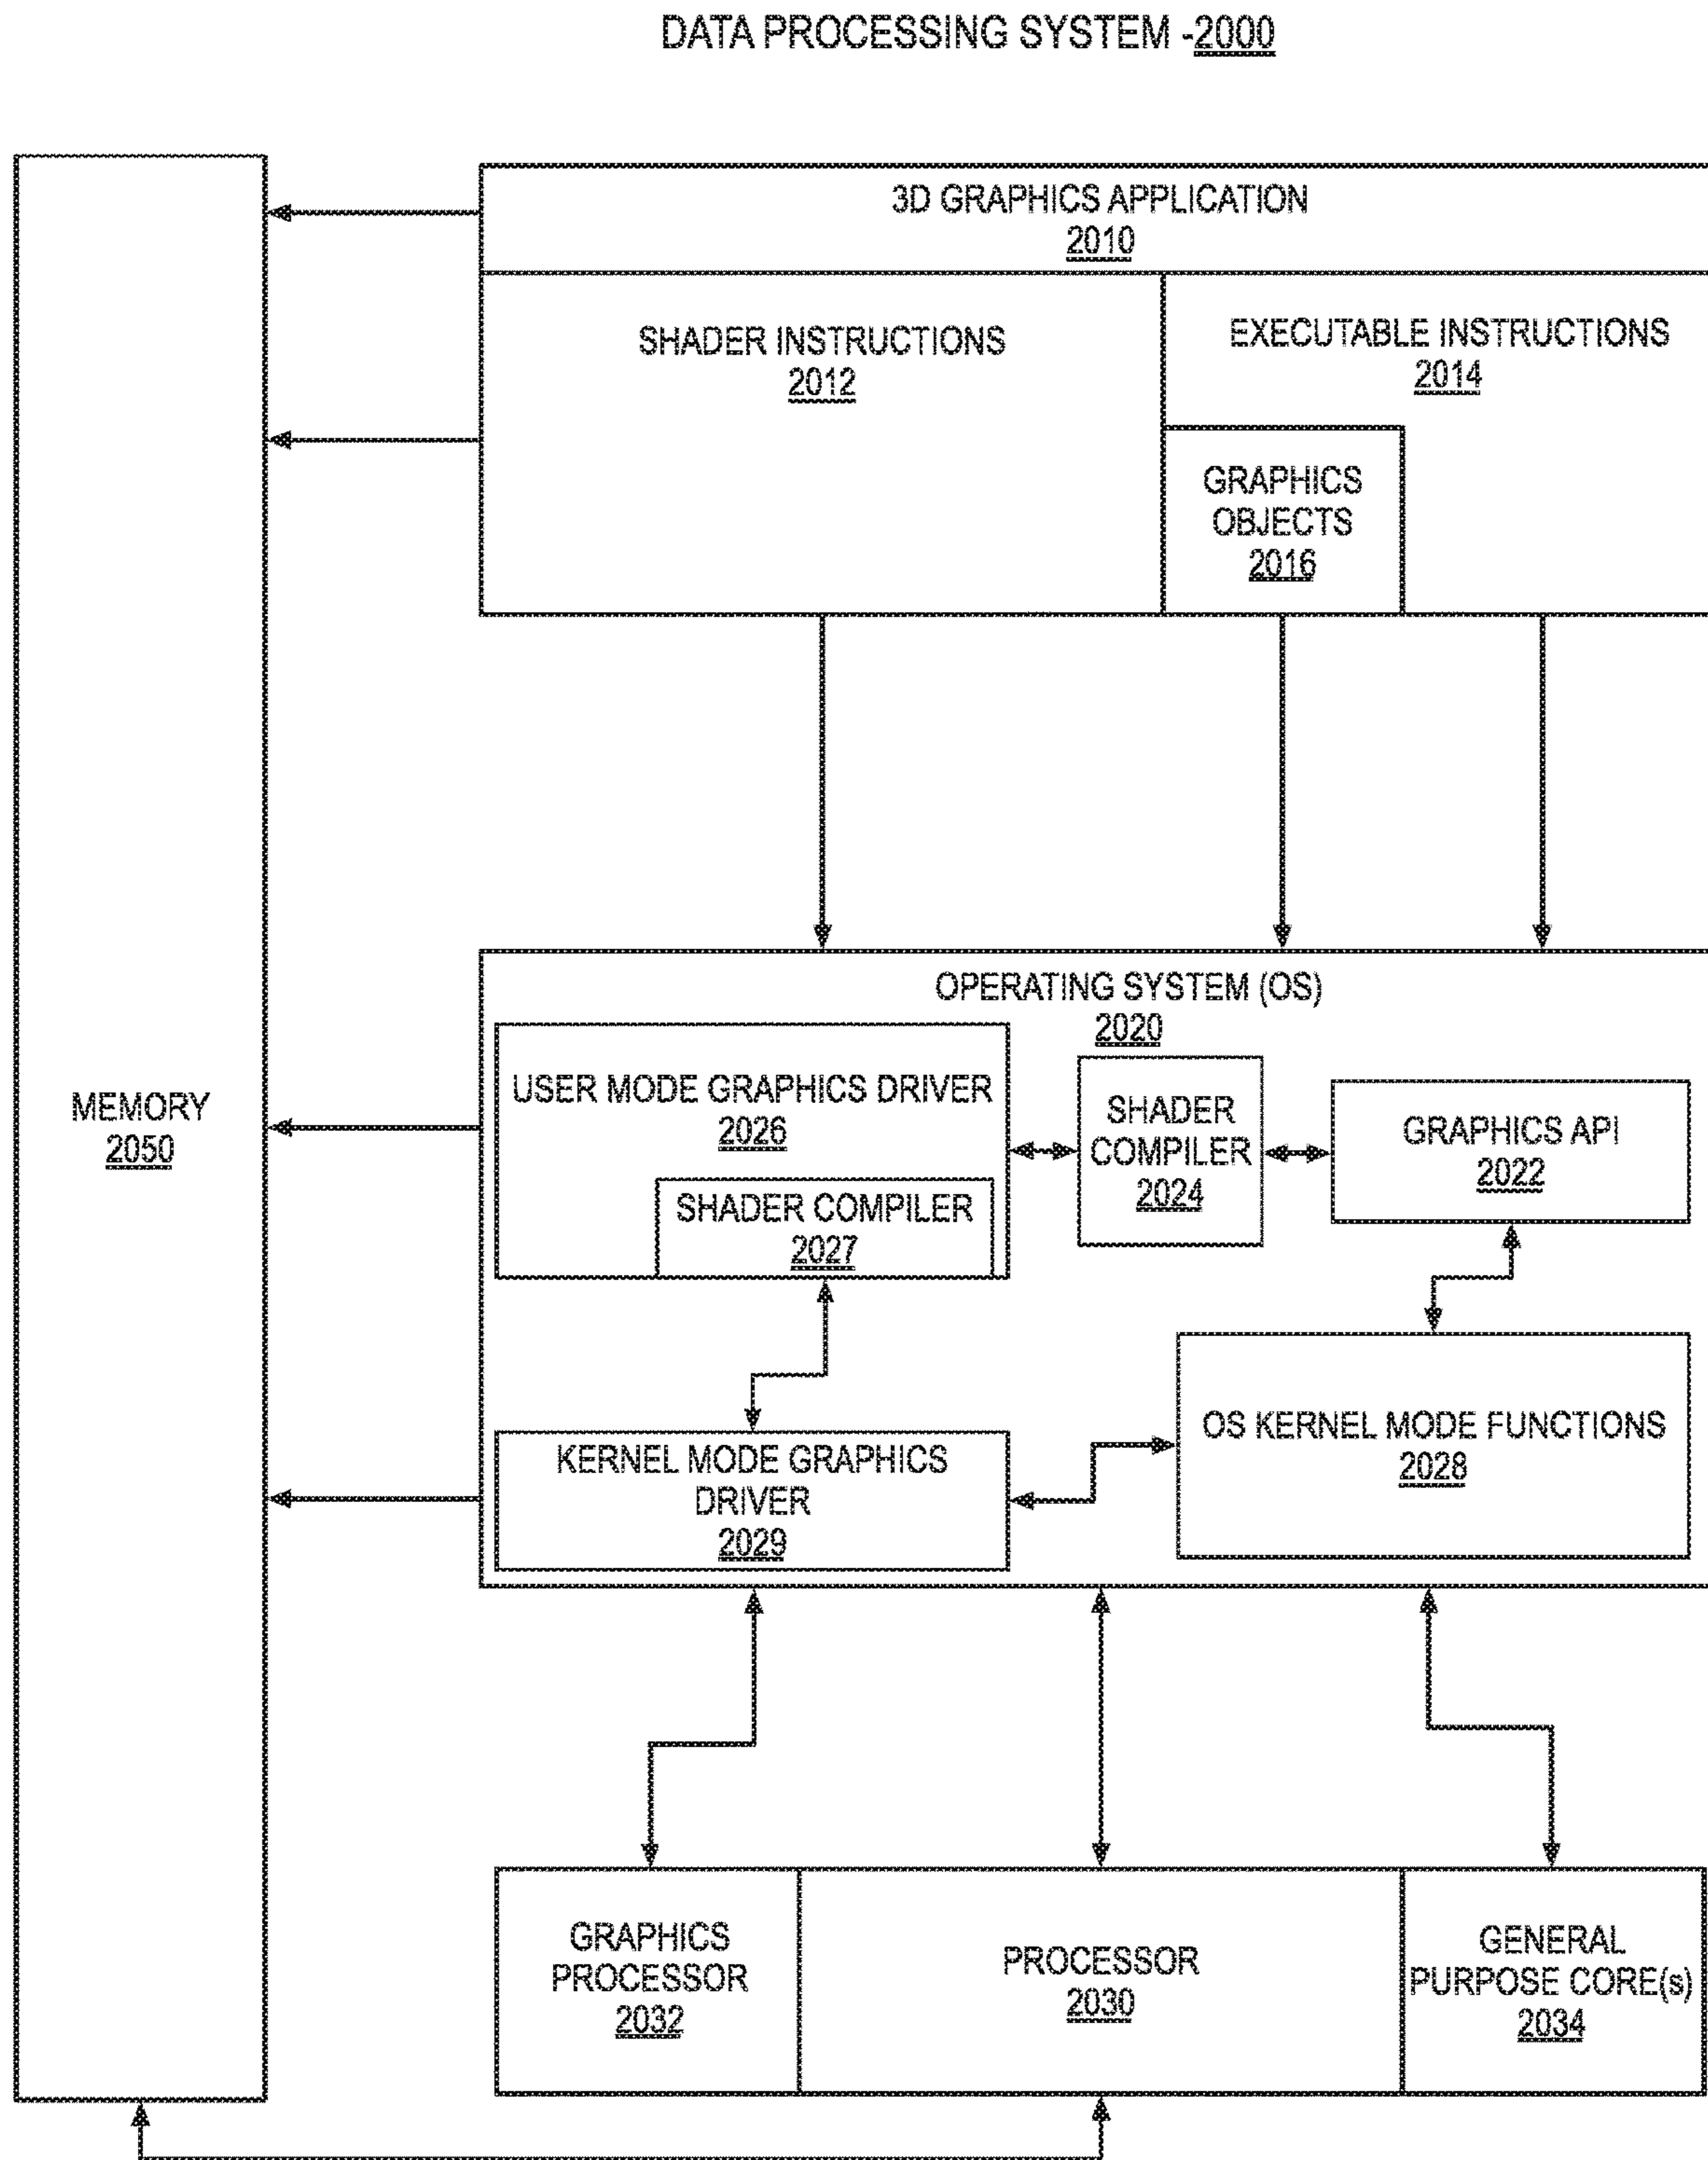 DATA PROCESSING SYSTEM -2000
3D GRAPHICS APPLICATION
2010
SHADER INSTRUCTIONS
2012
EXECUTABLE INSTRUCTIONS
2014
GRAPHICS
OBJECTS
2016
MEMORY
2050
OPERATING SYSTEM (OS)
2020
USER MODE GRAPHICS DRIVER
2026
SHADER COMPILER
2027
SHADER
COMPILER
2024
GRAPHICS API
2022
KERNEL MODE GRAPHICS
DRIVER
2029
OS KERNEL MODE FUNCTIONS
2028
GRAPHICS
PROCESSOR
2032
PROCESSOR
2030
GENERAL
PURPOSE CORE(s)
2034